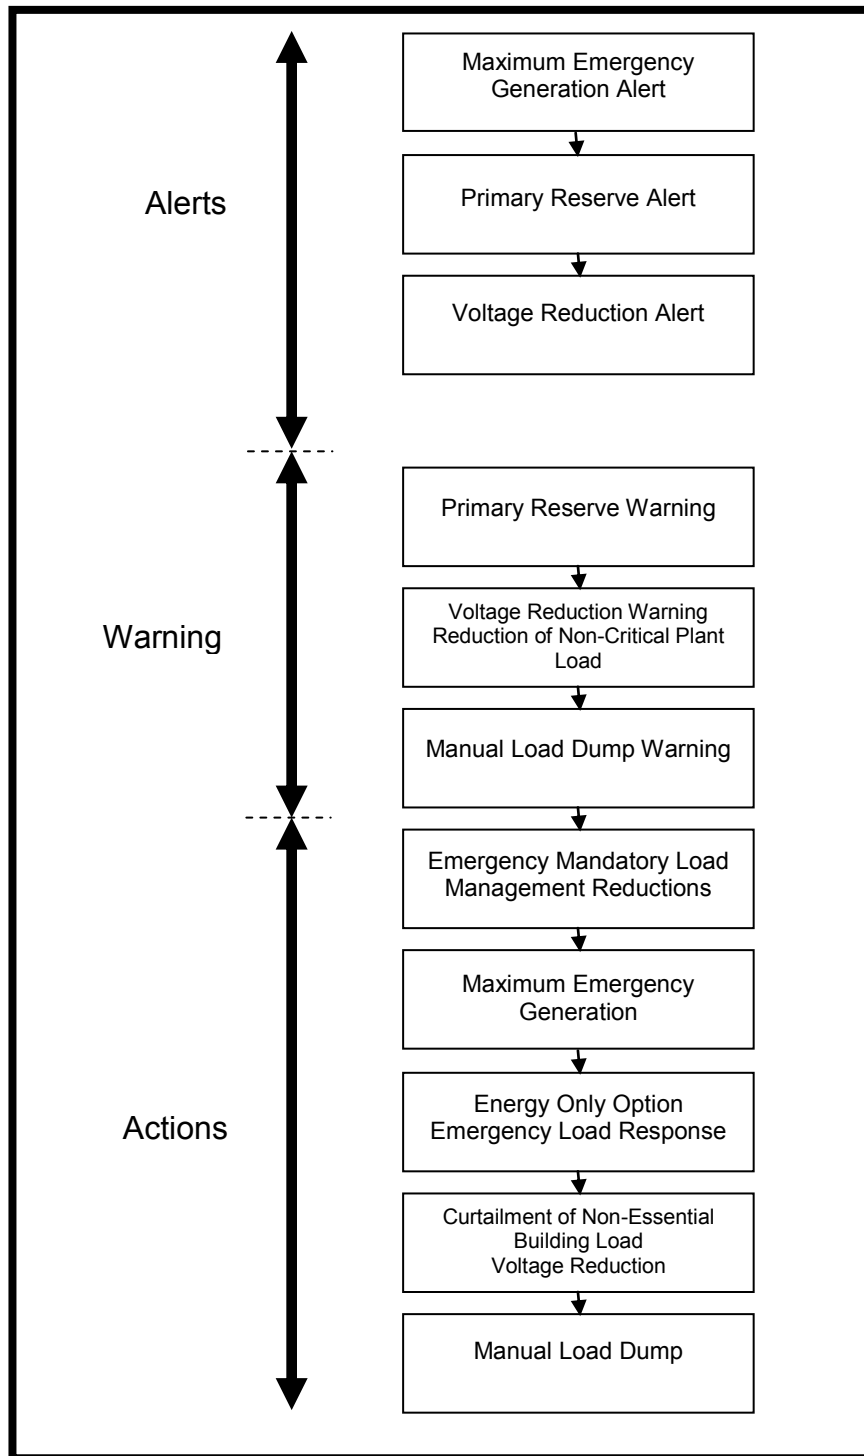 Alerts
Maximum Emergency
Generation Alert
Primary Reserve Alert
Voltage Reduction Alert
Warning
Primary Reserve Warning
Voltage Reduction Warning
Reduction of Non-Critical Plant
Load
Manual Load Dump Warning
Actions
Emergency Mandatory Load
Management Reductions
Maximum Emergency
Generation
Energy Only Option
Emergency Load Response
Curtailment of Non-Essential
Building Load
Voltage Reduction
Manual Load Dump